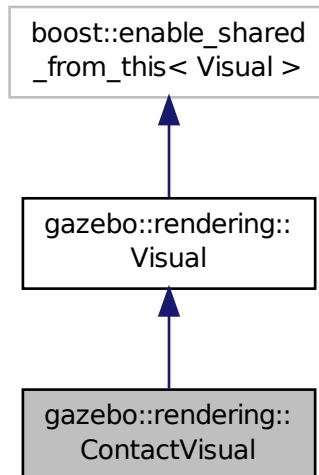 boost::enable_shared
_from_this< Visual >
gazebo::rendering::
Visual
gazebo::rendering::
ContactVisual